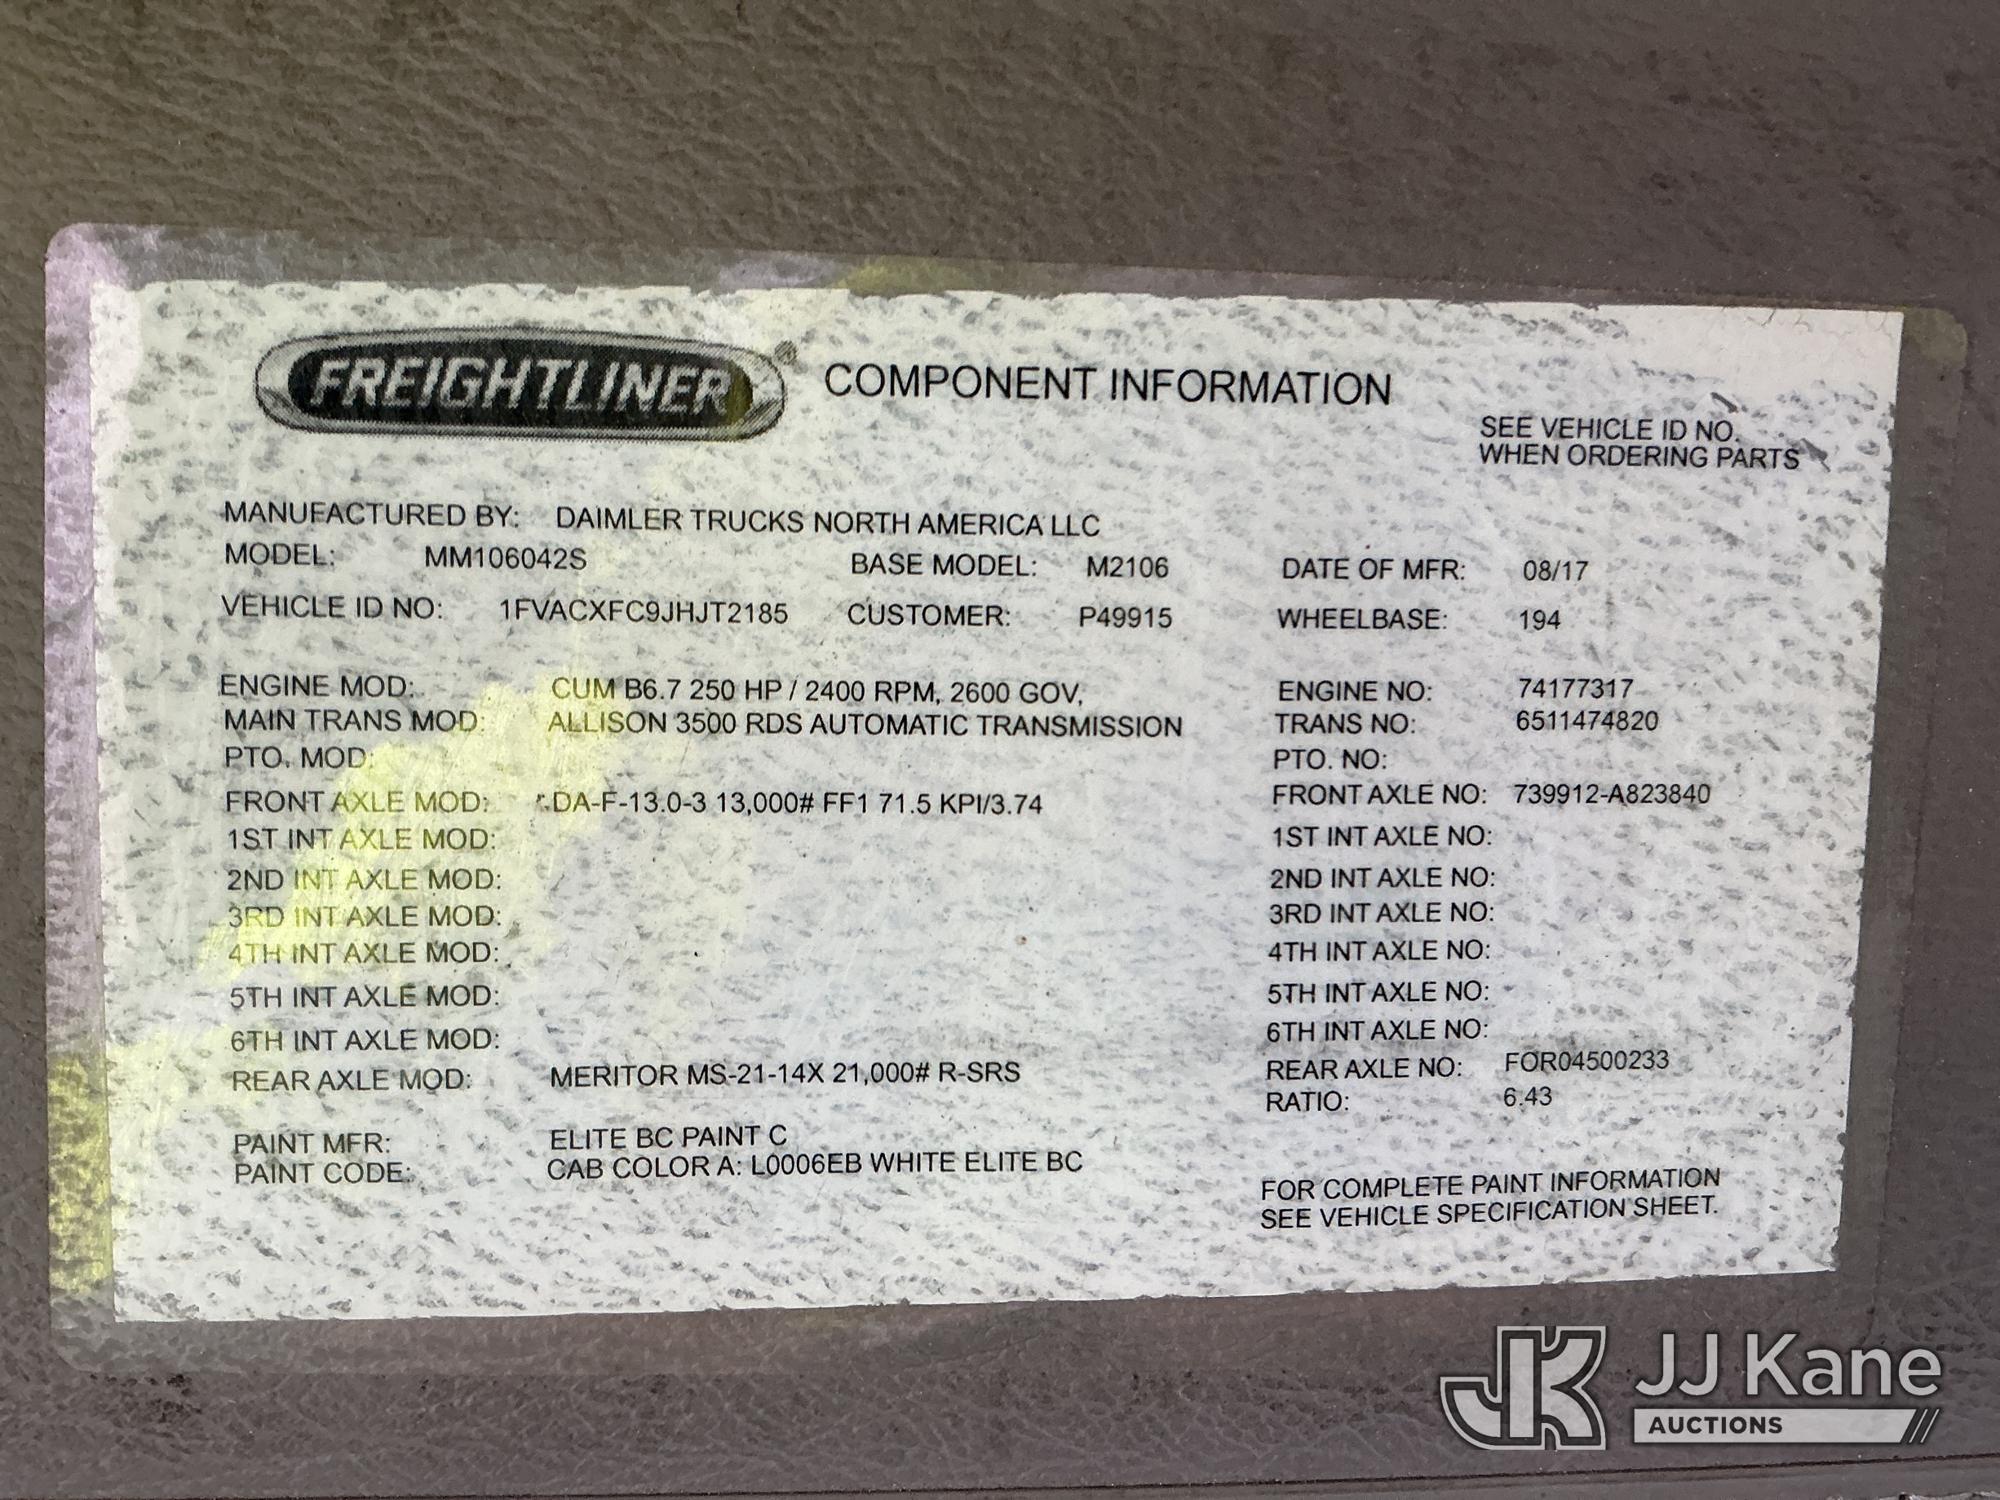 FREIGHTLINER® COMPONENT INFORMATION
SEE VEHICLE ID NO.
WHEN ORDERING PARTS
MANUFACTURED BY: DAIMLER TRUCKS NORTH AMERICA LLC
MODEL: MM106042S BASE MODEL: M2106 DATE OF MFR: 08/17
VEHICLE ID NO: 1FVACXFC9JHJT2185 CUSTOMER: P49915 WHEELBASE: 194
ENGINE MOD: CUM B6.7 250 HP / 2400 RPM, 2600 GOV, ENGINE NO: 74177317
MAIN TRANS MOD: ALLISON 3500 RDS AUTOMATIC TRANSMISSION TRANS NO: 6511474820
PTO. MOD: PTO. NO:
FRONT AXLE MOD: DA-F-13.0-3 13,000# FF1 71.5 KPI/3.74 FRONT AXLE NO: 739912-A823840
1ST INT AXLE MOD: 1ST INT AXLE NO:
2ND INT AXLE MOD: 2ND INT AXLE NO:
3RD INT AXLE MOD: 3RD INT AXLE NO:
4TH INT AXLE MOD: 4TH INT AXLE NO:
5TH INT AXLE MOD: 5TH INT AXLE NO:
6TH INT AXLE MOD: 6TH INT AXLE NO:
REAR AXLE MOD: MERITOR MS-21-14X 21,000# R-SRS REAR AXLE NO: FOR04500233
RATIO: 6.43
PAINT MFR: ELITE BC PAINT C
PAINT CODE: CAB COLOR A: L0006EB WHITE ELITE BC
FOR COMPLETE PAINT INFORMATION
SEE VEHICLE SPECIFICATION SHEET.
JK JJ Kane
AUCTIONS